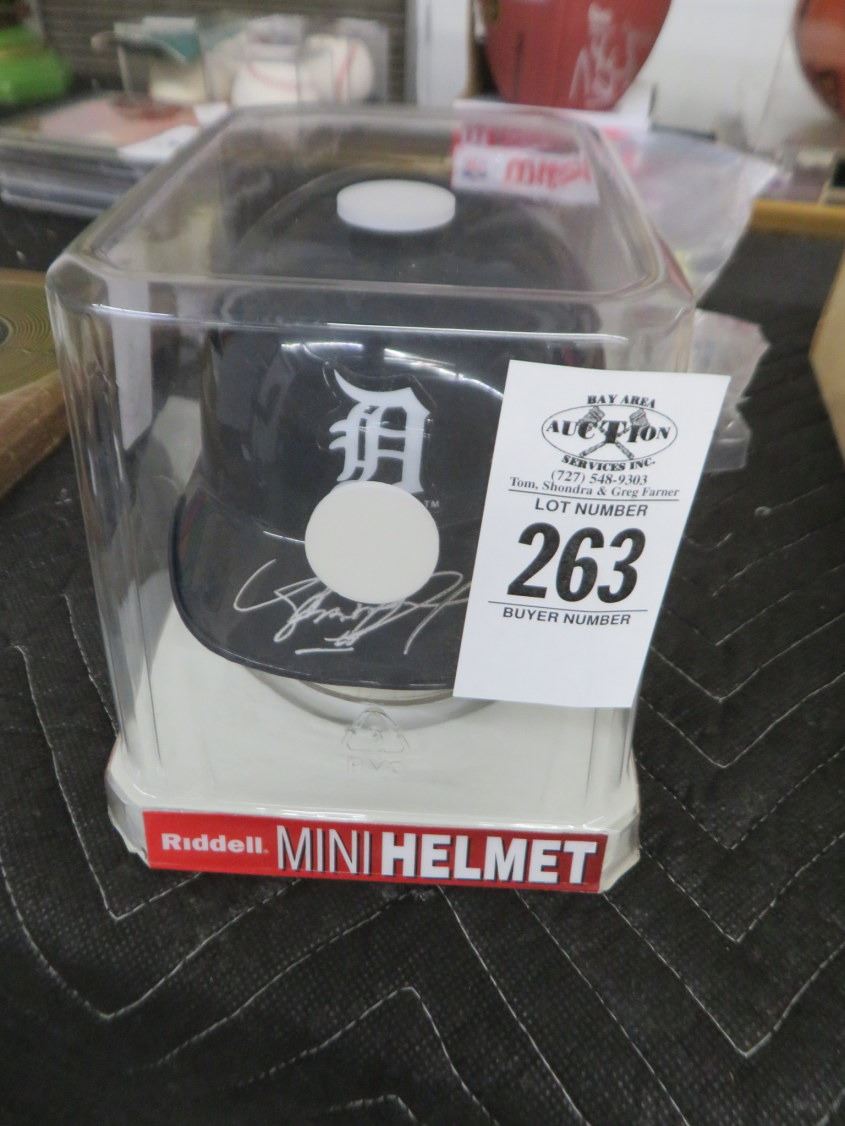 D
TM
BAY AREA
AUCTION
SERVICES INC.
(727) 548-9303
Tom, Shondra & Greg Farner
LOT NUMBER
263
BUYER NUMBER
Riddell MINI HELMET